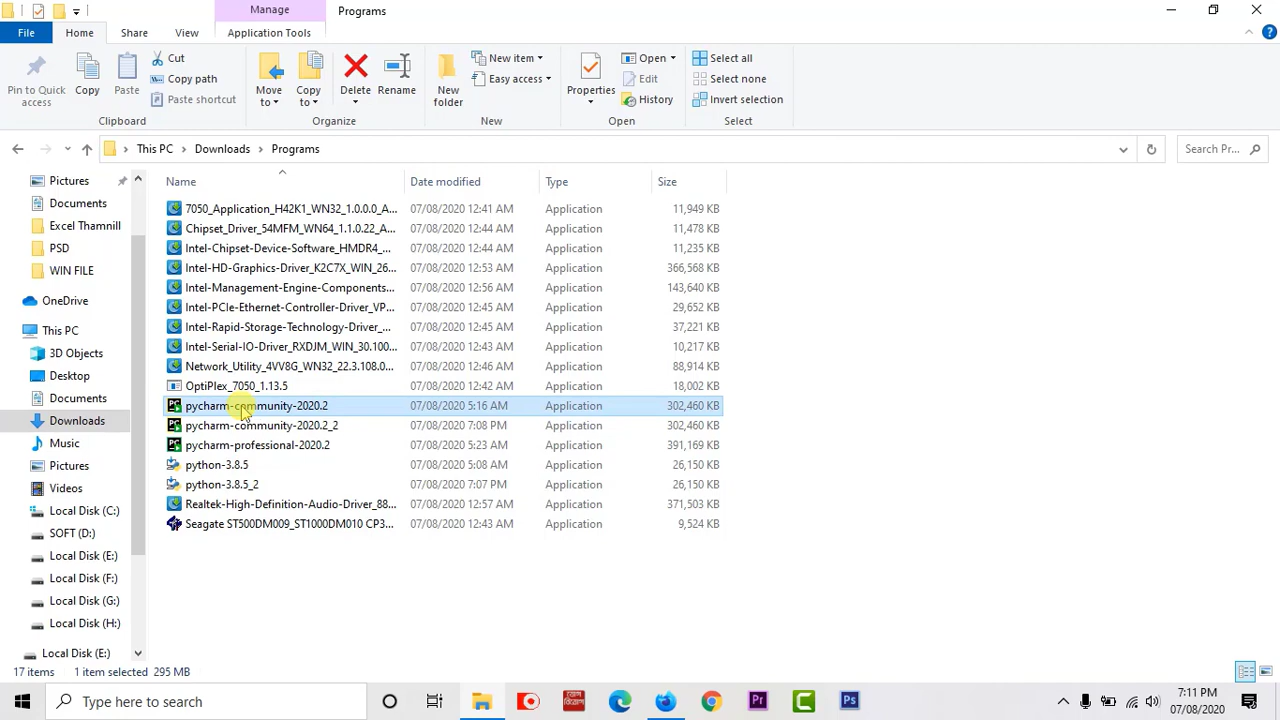 Manage
Programs
File
Home
Share
View
Application Tools
Pin to Quick access
Copy
Paste
Cut
Copy path
Paste shortcut
Clipboard
Move to
Copy to
Delete
Rename
Organize
New folder
New item
Easy access
New
Properties
Open
Edit
History
Open
Select all
Select none
Invert selection
Select
This PC > Downloads > Programs
Search Pr...
Name Date modified Type Size
7050_Application_H42K1_WN32_1.0.0.0_A... 07/08/2020 12:41 AM Application 11,949 KB
Chipset_Driver_54MFM_WN64_1.1.0.22_A... 07/08/2020 12:44 AM Application 11,478 KB
Intel-Chipset-Device-Software_HMDR4_... 07/08/2020 12:44 AM Application 11,235 KB
Intel-HD-Graphics-Driver_K2C7X_WIN_26... 07/08/2020 12:53 AM Application 366,568 KB
Intel-Management-Engine-Components... 07/08/2020 12:56 AM Application 143,640 KB
Intel-PCIe-Ethernet-Controller-Driver_VP... 07/08/2020 12:45 AM Application 29,652 KB
Intel-Rapid-Storage-Technology-Driver_... 07/08/2020 12:45 AM Application 37,221 KB
Intel-Serial-IO-Driver_RXDJM_WIN_30.100... 07/08/2020 12:43 AM Application 10,217 KB
Network_Utility_4VV8G_WN32_22.3.108.0... 07/08/2020 12:46 AM Application 88,914 KB
OptiPlex_7050_1.13.5 07/08/2020 12:42 AM Application 18,002 KB
pycharm-community-2020.2 07/08/2020 5:16 AM Application 302,460 KB
pycharm-community-2020.2_2 07/08/2020 7:08 PM Application 302,460 KB
pycharm-professional-2020.2 07/08/2020 5:23 AM Application 391,169 KB
python-3.8.5 07/08/2020 5:08 AM Application 26,150 KB
python-3.8.5_2 07/08/2020 7:07 PM Application 26,150 KB
Realtek-High-Definition-Audio-Driver_88... 07/08/2020 12:57 AM Application 371,503 KB
Seagate ST500DM009_ST1000DM010 CP3... 07/08/2020 12:43 AM Application 9,524 KB
Pictures
Documents
Excel Thamnill
PSD
WIN FILE
OneDrive
This PC
3D Objects
Desktop
Documents
Downloads
Music
Pictures
Videos
Local Disk (C:)
SOFT (D:)
Local Disk (E:)
Local Disk (F:)
Local Disk (G:)
Local Disk (H:)
Local Disk (E:)
17 items 1 item selected 295 MB
Type here to search
Pr
Ps
7:11 PM
07/08/2020